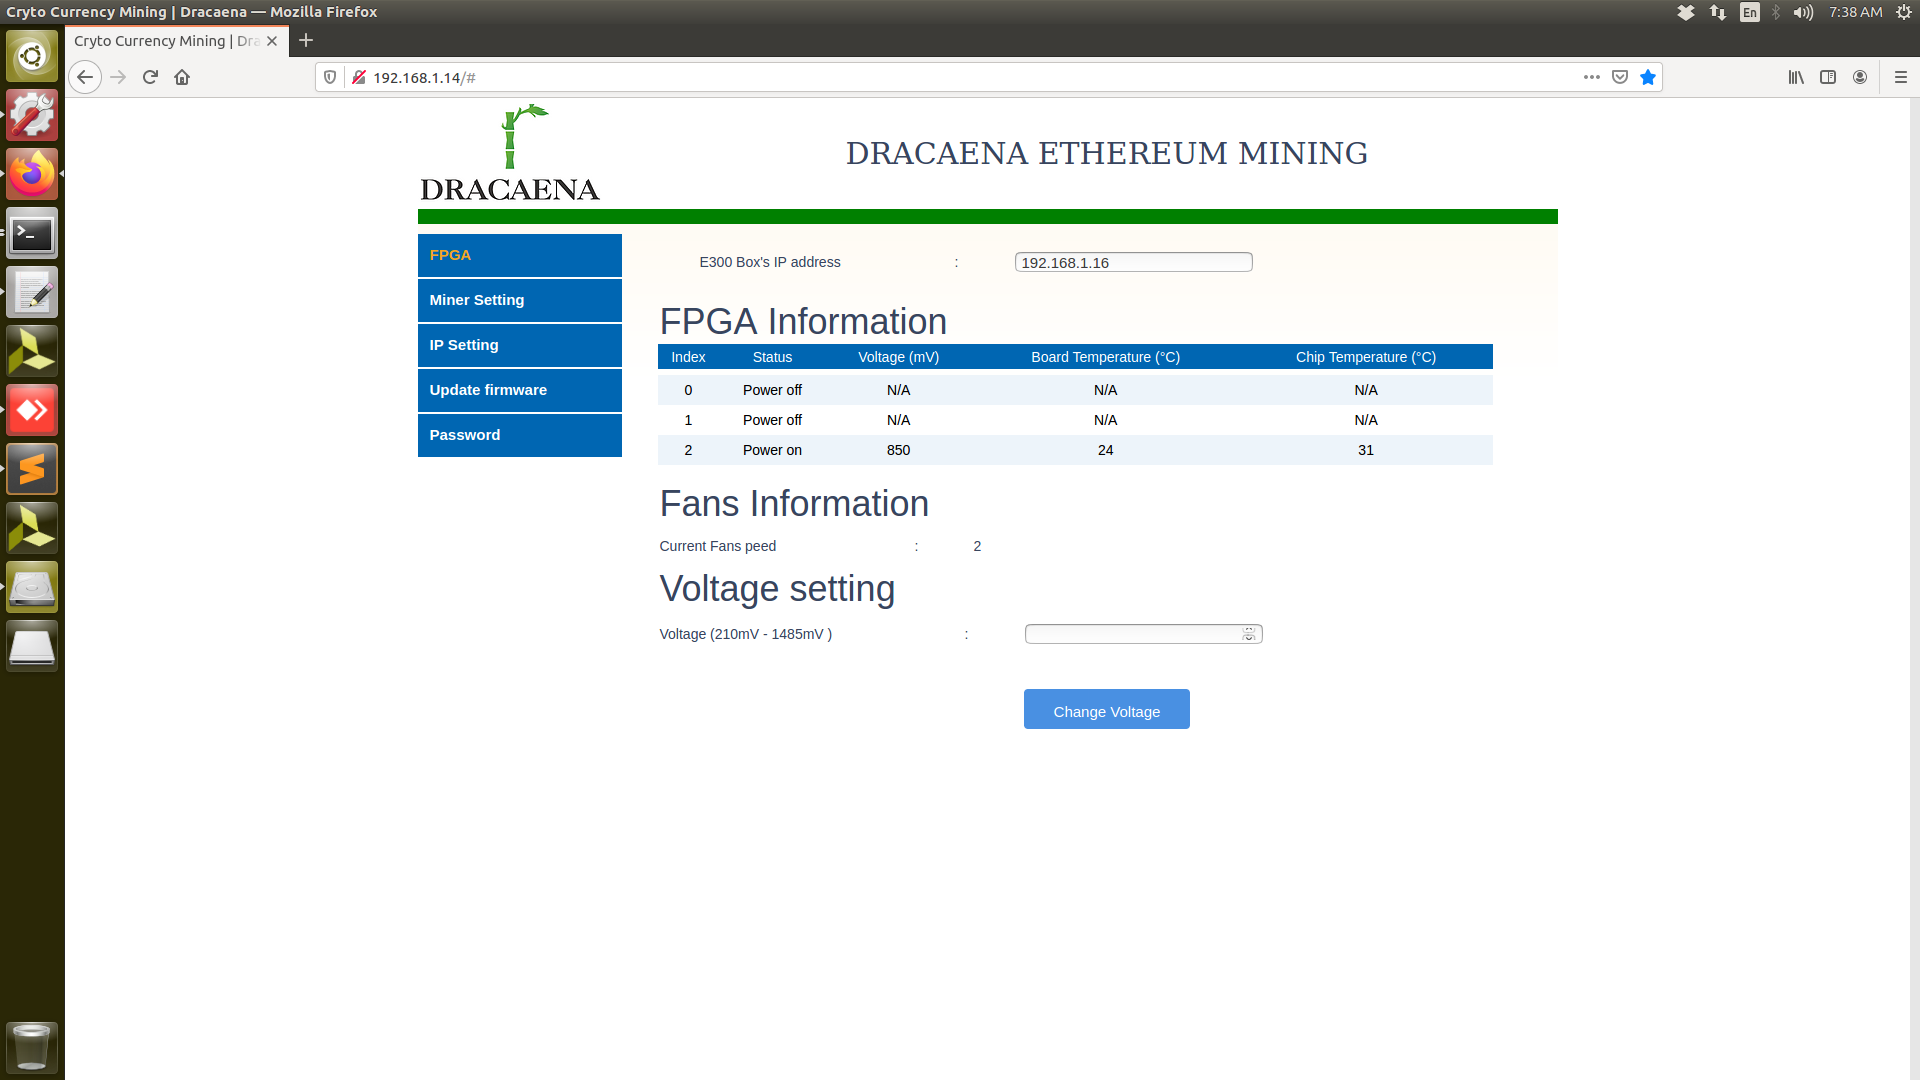 Cryto Currency Mining | Dracaena — Mozilla Firefox
En
7:38 AM
Cryto Currency Mining | Dra
192.168.1.14/#
DRACAENA
DRACAENA ETHEREUM MINING
FPGA
Miner Setting
IP Setting
Update firmware
Password
E300 Box's IP address : 192.168.1.16
FPGA Information
Index Status Voltage (mV) Board Temperature (°C) Chip Temperature (°C)
0 Power off N/A N/A N/A
1 Power off N/A N/A N/A
2 Power on 850 24 31
Fans Information
Current Fans peed : 2
Voltage setting
Voltage (210mV - 1485mV ) :
Change Voltage